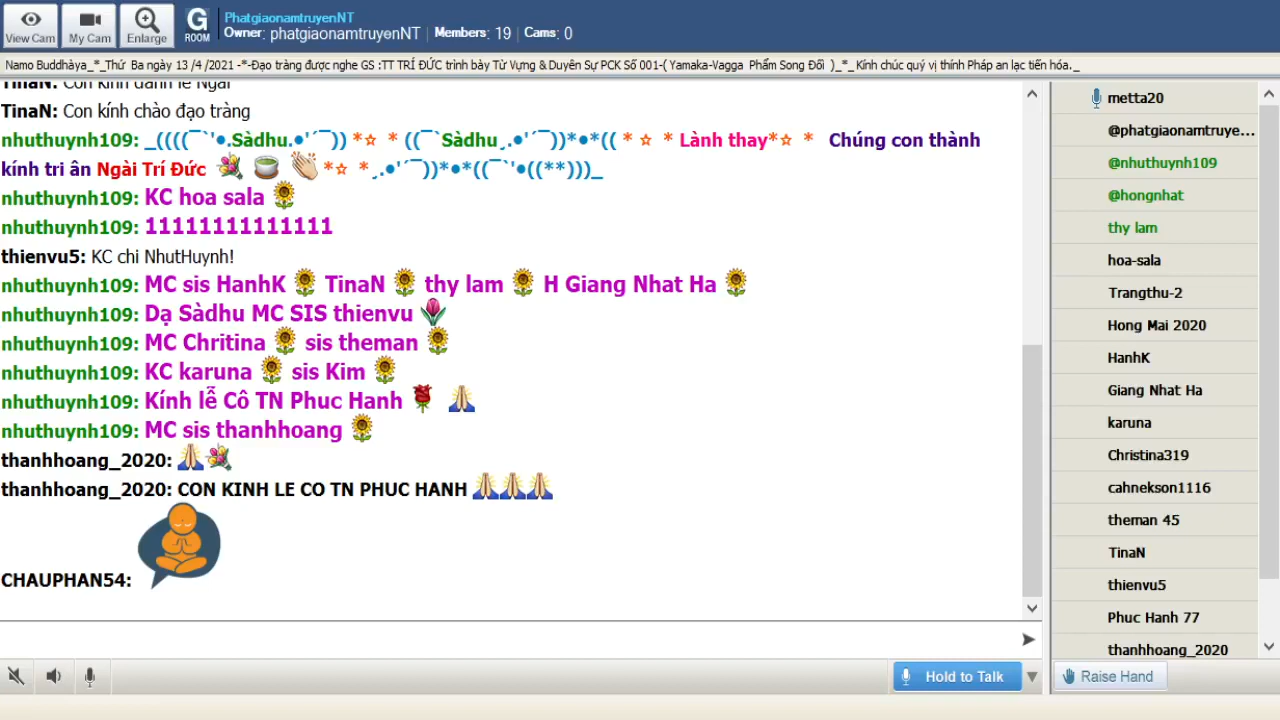 View Cam
My Cam
Enlarge
G
ROOM
PhatgiaonamtruyenNT
Owner: phatgiaonamtruyenNT | Members: 19 | Cams: 0
Namo Buddhàya_*_Thứ Ba ngày 13 /4 /2021 -*-Đạo tràng được nghe GS :TT TRÍ ĐỨC trình bày Từ Vựng & Duyên Sự PCK Số 001-( Yamaka-Vagga Phẩm Song Đối )_*_ Kính chúc quý vị thính Pháp an lạc tiến hóa._
TinaN: Con kính đảnh lễ Ngài
TinaN: Con kính chào đạo tràng
nhuthuynh109: _((((¯`'•.Sàdhu.•'´¯)) *☆ * ((¯`Sàdhu¸.•'´¯))*•*(( * ☆ * Lành thay*☆ * Chúng con thành
kính tri ân Ngài Trí Đức 💐 🍵 👏 *☆ *¸.•'´¯))*•*((¯`'•((**)))_
nhuthuynh109: KC hoa sala 🌻
nhuthuynh109: 11111111111111
thienvu5: KC chi NhutHuynh!
nhuthuynh109: MC sis HanhK 🌻 TinaN 🌻 thy lam 🌻 H Giang Nhat Ha 🌻
nhuthuynh109: Dạ Sàdhu MC SIS thienvu 🌷
nhuthuynh109: MC Chritina 🌻 sis theman 🌻
nhuthuynh109: KC karuna 🌻 sis Kim 🌻
nhuthuynh109: Kính lễ Cô TN Phuc Hanh 🌹 🙏
nhuthuynh109: MC sis thanhhoang 🌻
thanhhoang_2020: 🙏💐
thanhhoang_2020: CON KINH LE CO TN PHUC HANH 🙏🙏🙏
CHAUPHAN54:
Hold to Talk
metta20
@phatgiaonamtruye...
@nhuthuynh109
@hongnhat
thy lam
hoa-sala
Trangthu-2
Hong Mai 2020
HanhK
Giang Nhat Ha
karuna
Christina319
cahnekson1116
theman 45
TinaN
thienvu5
Phuc Hanh 77
thanhhoang_2020
Raise Hand